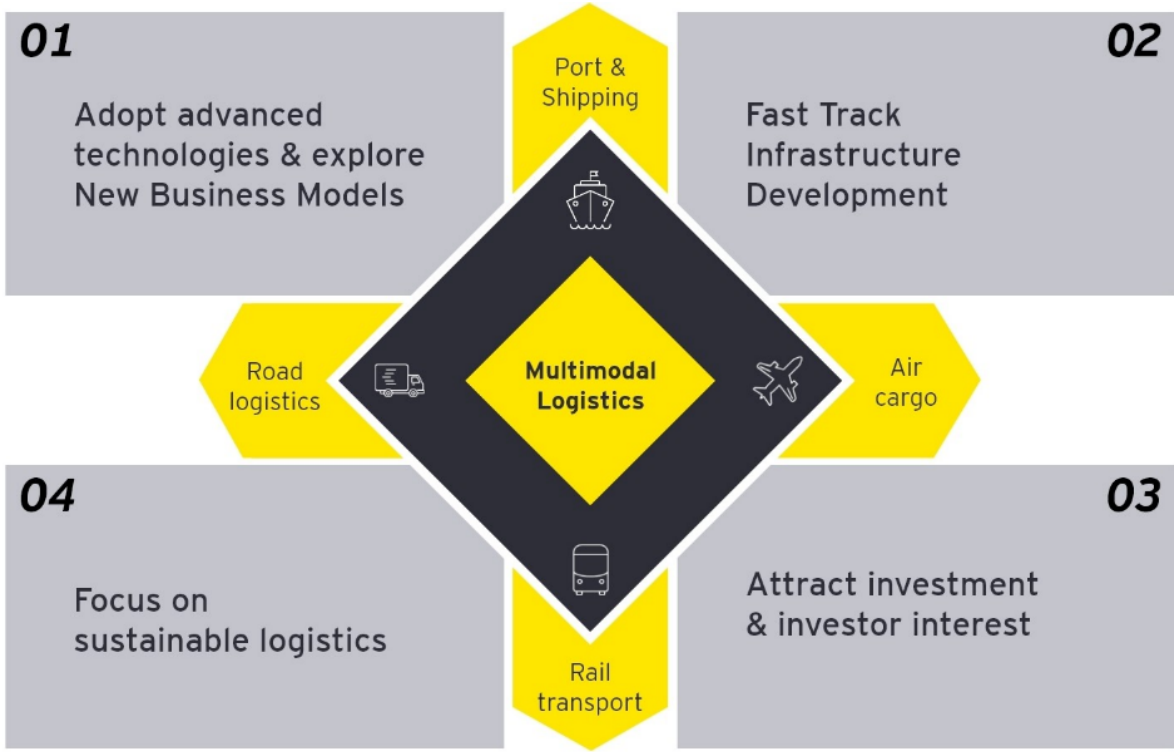 01
Adopt advanced
technologies & explore
New Business Models
Port &
Shipping
02
Fast Track
Infrastructure
Development
Road
logistics
Multimodal
Logistics
Air
cargo
04
Focus on
sustainable logistics
Rail
transport
03
Attract investment
& investor interest